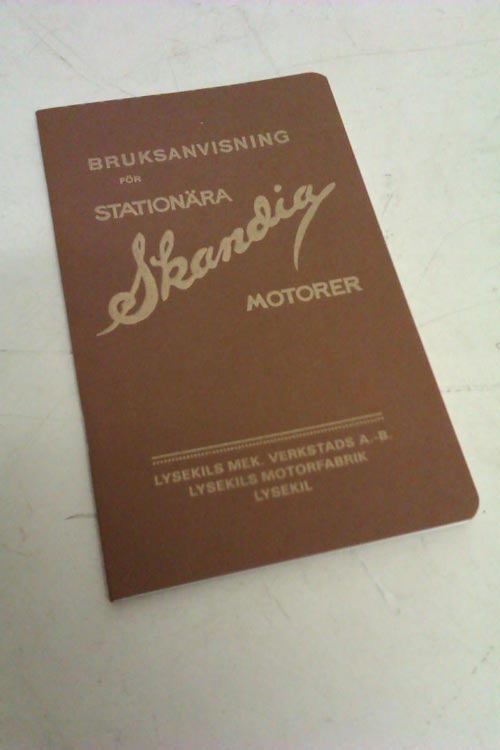 BRUKSANVISNING
FÖR
STATIONÄRA
Skandia
MOTORER
LYSEKILS MEK. VERKSTADS A.-B.
LYSEKILS MOTORFABRIK
LYSEKIL